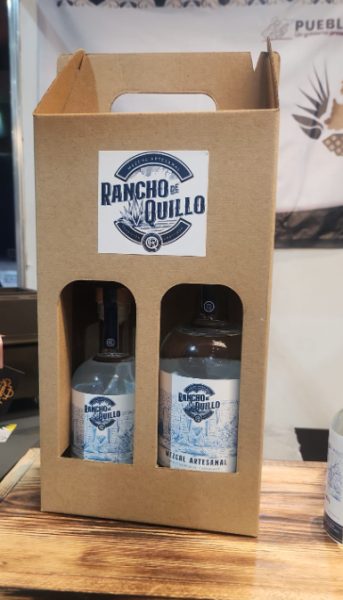 PUEBL
MEZCAL ARTESANAL
RANCHO DE
QUILLO
RANCHO DE
QUILLO
RANCHO DE
QUILLO
MEZCAL ARTESANAL